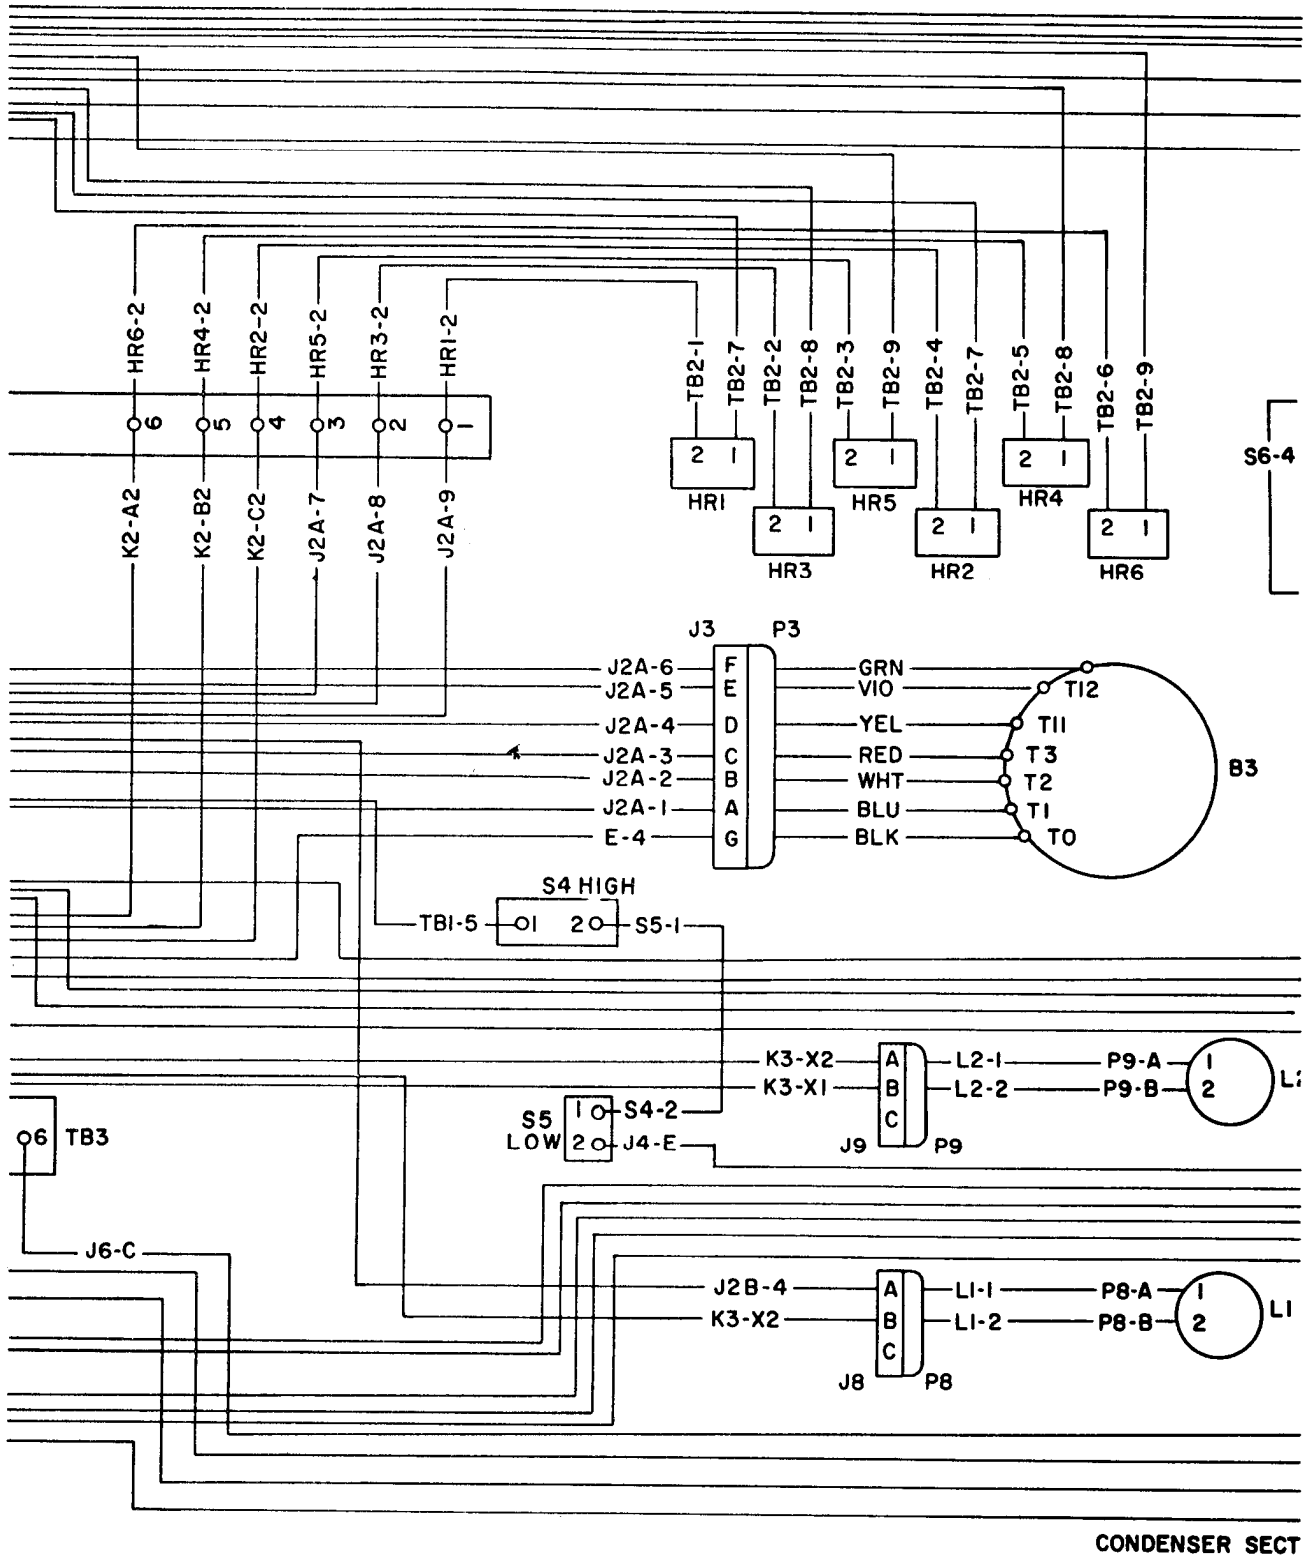 HR6-2
HR4-2
HR2-2
HR5-2
HR3-2
HR1-2
TB2-1
TB2-7
TB2-2
TB2-8
TB2-3
TB2-9
TB2-4
TB2-7
TB2-5
TB2-8
TB2-6
TB2-9
6 5 4 3 2 1
2 1
HR1
2 1
HR5
2 1
HR4
S6-4
K2-A2
K2-B2
K2-C2
J2A-7
J2A-8
J2A-9
2 1
HR3
2 1
HR2
2 1
HR6
J3 P3
J2A-6 F GRN
J2A-5 E VIO T12
J2A-4 D YEL T11
J2A-3 C RED T3
B3
J2A-2 B WHT T2
J2A-1 A BLU T1
E-4 G BLK T0
S4 HIGH
TB1-5 1 2 S5-1
K3-X2 A L2-1 P9-A 1
K3-X1 B L2-2 P9-B 2
C
J9 P9
S5
LOW
1 S4-2
2 J4-E
6 TB3
J6-C
J2B-4 A L1-1 P8-A 1
L1
K3-X2 B L1-2 P8-B 2
C
J8 P8
CONDENSER SECT